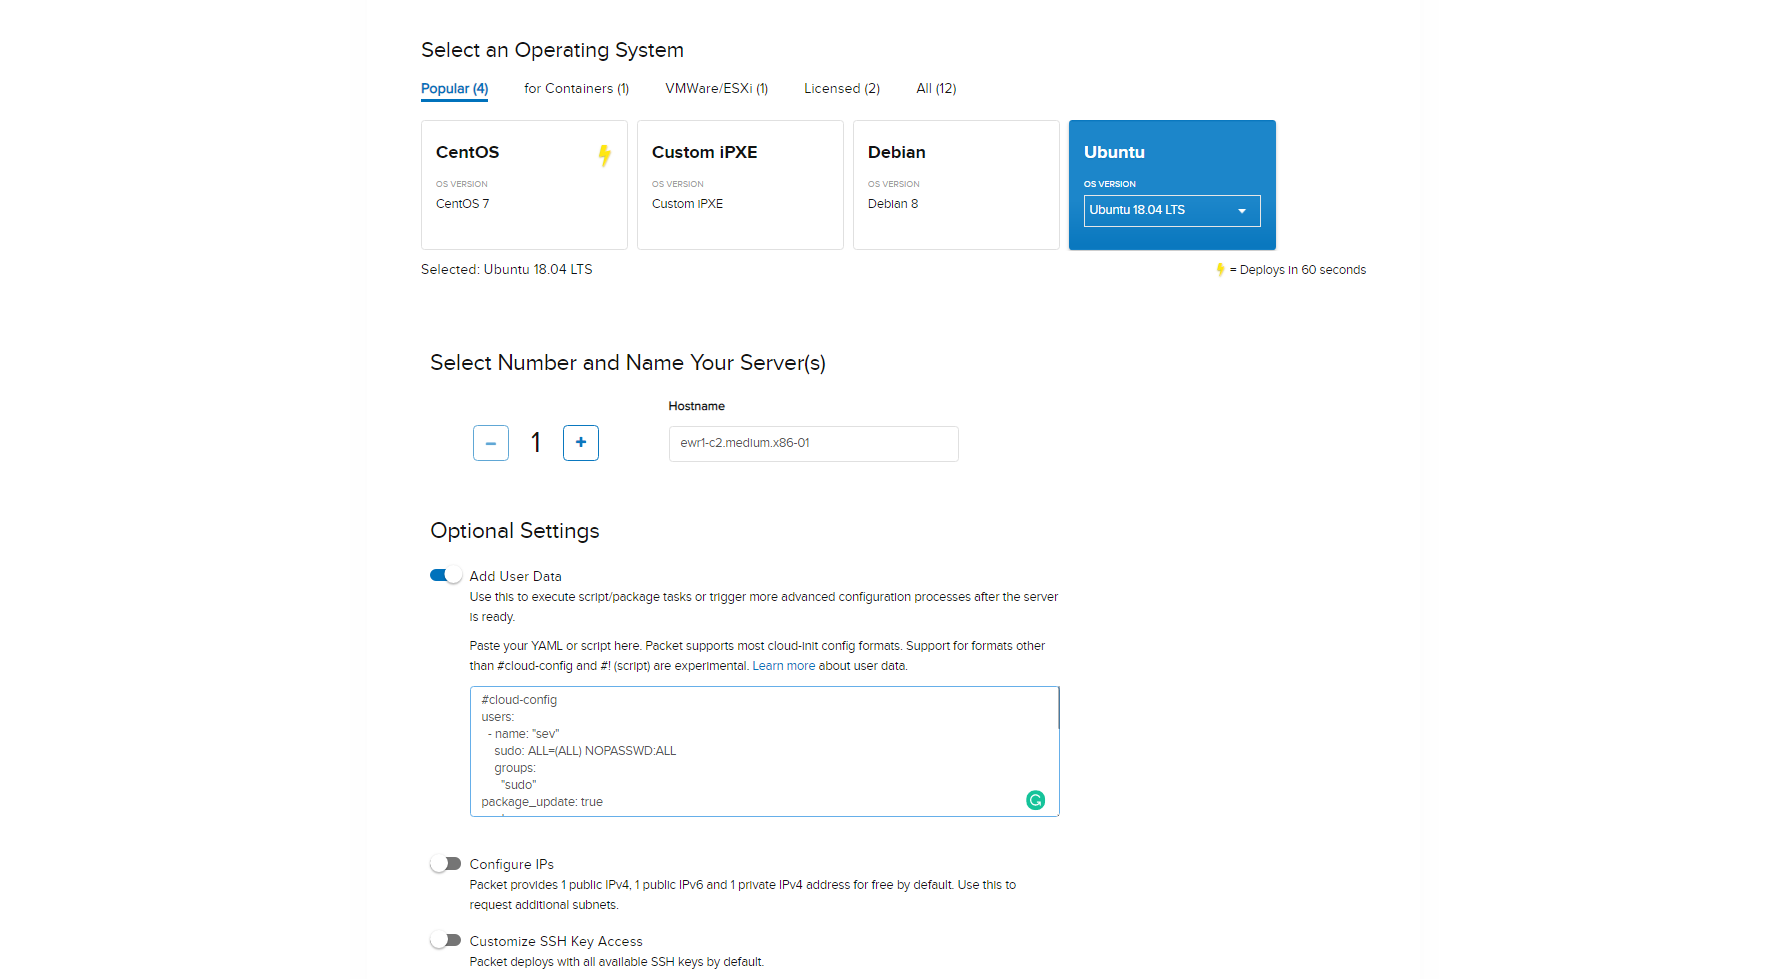 Select an Operating System
Popular (4) for Containers (1) VMWare/ESXi (1) Licensed (2) All (12)
CentOS Custom iPXE Debian Ubuntu
OS VERSION OS VERSION OS VERSION OS VERSION
CentOS 7 Custom iPXE Debian 8 Ubuntu 18.04 LTS
Selected: Ubuntu 18.04 LTS = Deploys in 60 seconds
Select Number and Name Your Server(s)
Hostname
- 1 + ewr1-c2.medium.x86-01
Optional Settings
Add User Data
Use this to execute script/package tasks or trigger more advanced configuration processes after the server
is ready.
Paste your YAML or script here. Packet supports most cloud-init config formats. Support for formats other
than #cloud-config and #! (script) are experimental. Learn more about user data.
#cloud-config
users:
- name: "sev"
sudo: ALL=(ALL) NOPASSWD:ALL
groups:
"sudo"
package_update: true
Configure IPs
Packet provides 1 public IPv4, 1 public IPv6 and 1 private IPv4 address for free by default. Use this to
request additional subnets.
Customize SSH Key Access
Packet deploys with all available SSH keys by default.